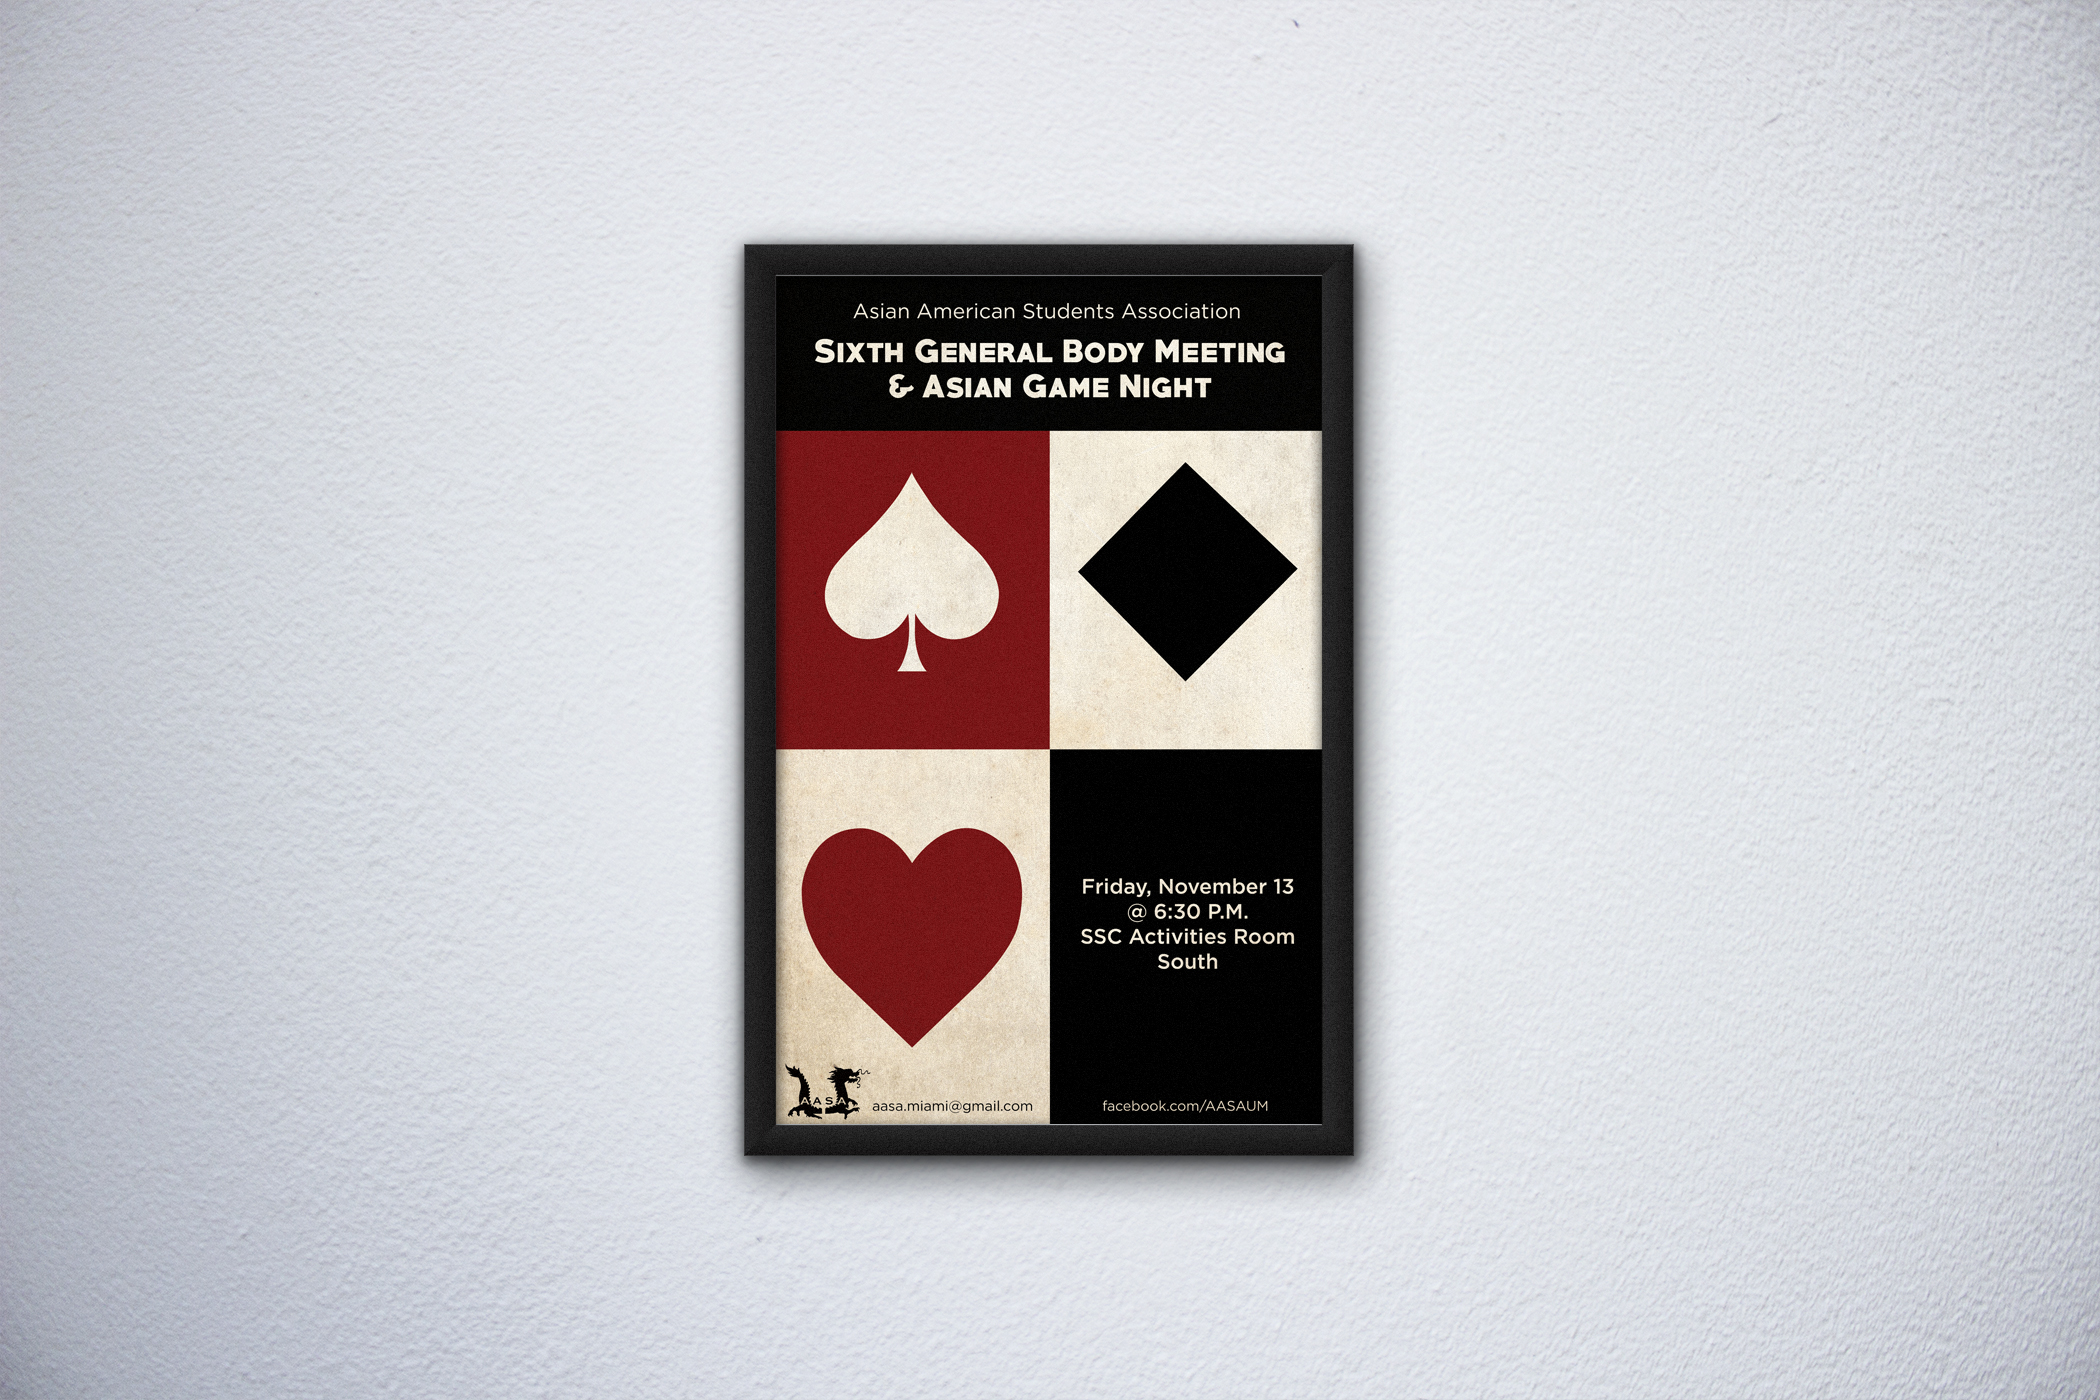 Asian American Students Association
Sixth General Body Meeting
& Asian Game Night
Friday, November 13
@ 6:30 P.M.
SSC Activities Room
South
AASA
aasa.miami@gmail.com
facebook.com/AASAUM